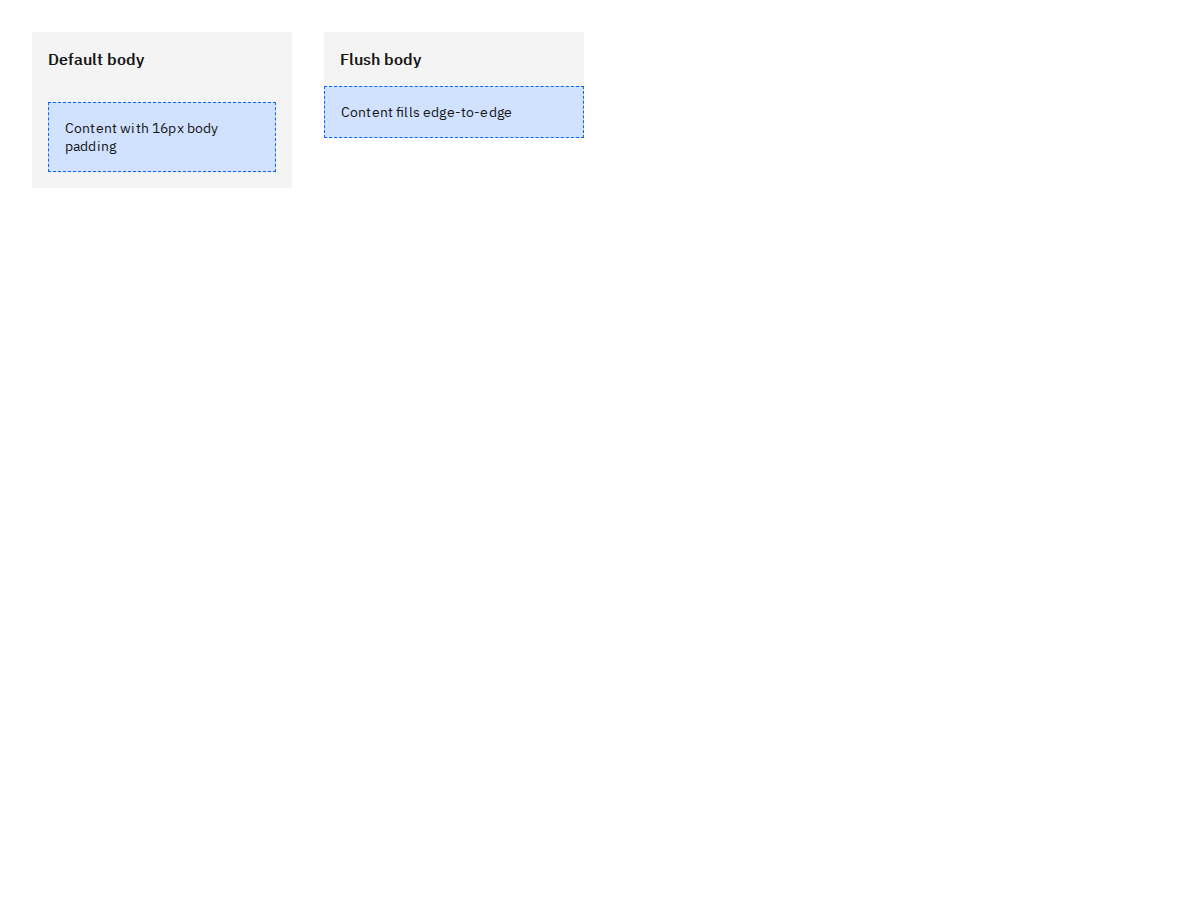 Default body
Content with 16px body
padding
Flush body
Content fills edge-to-edge